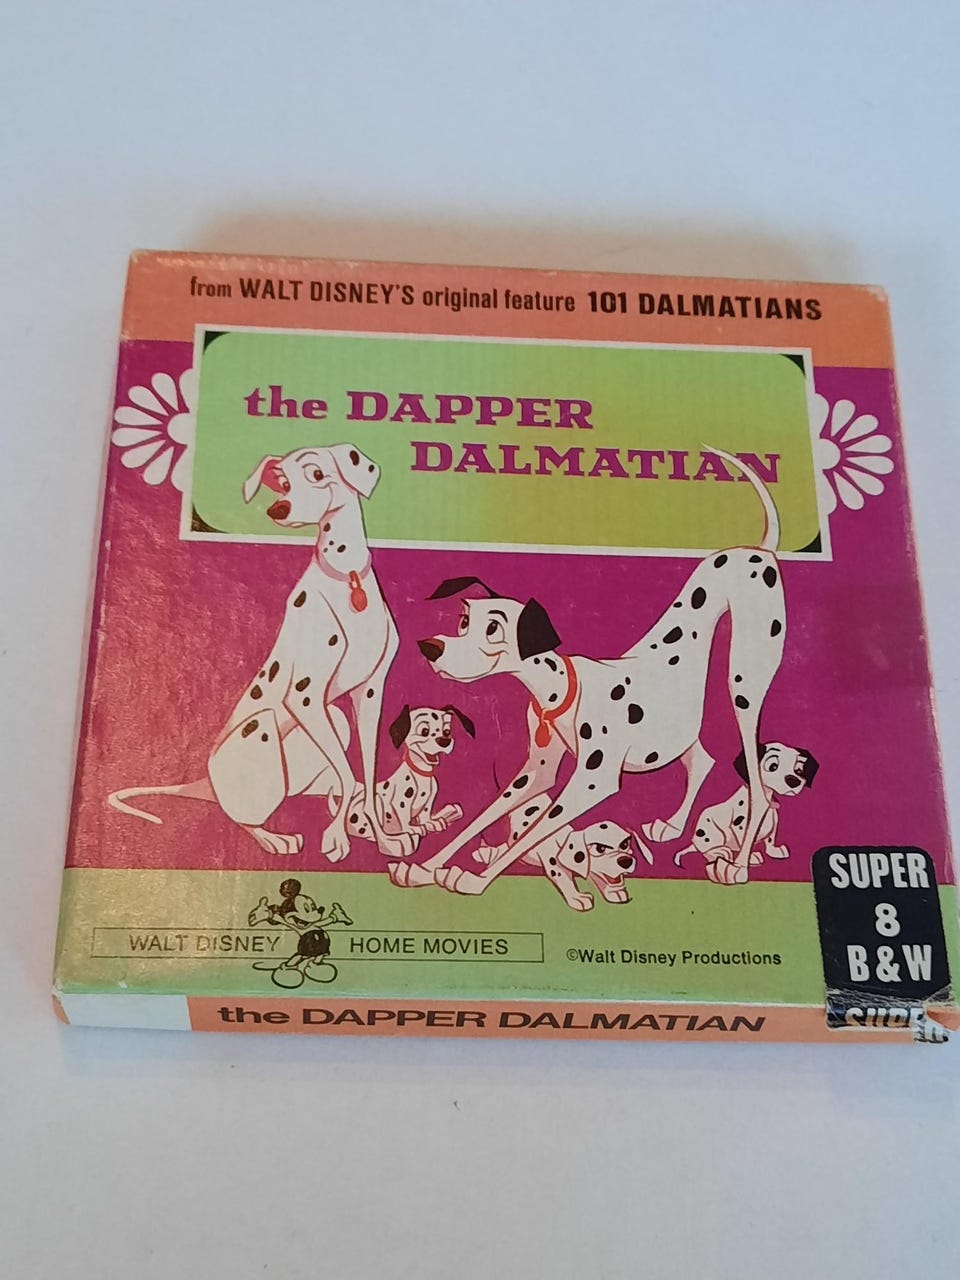 from WALT DISNEY'S original feature 101 DALMATIANS
the DAPPER
DALMATIAN
SUPER
8
B & W
WALT DISNEY HOME MOVIES
©Walt Disney Productions
the DAPPER DALMATIAN
SUPER